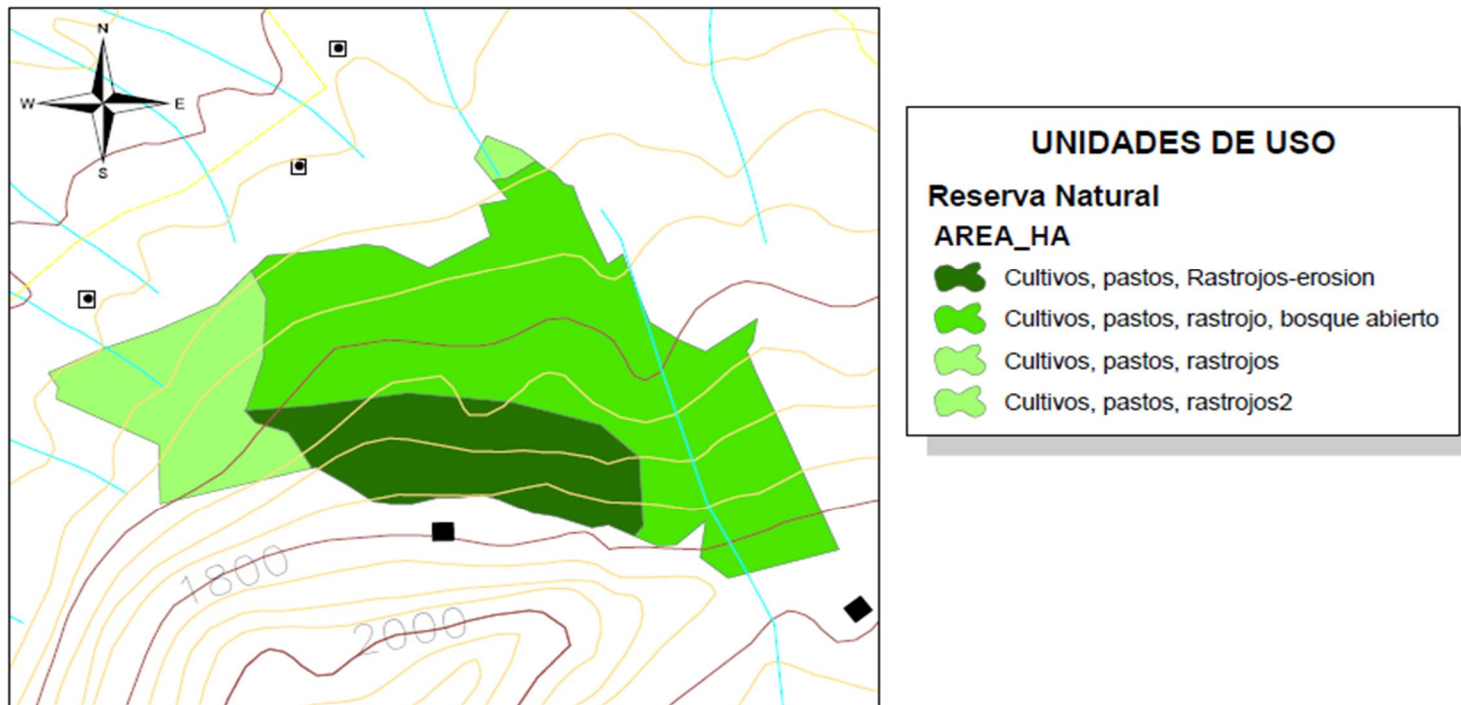 N
W E
S
1800
2000
UNIDADES DE USO
Reserva Natural
AREA_HA
Cultivos, pastos, Rastrojos-erosion
Cultivos, pastos, rastrojo, bosque abierto
Cultivos, pastos, rastrojos
Cultivos, pastos, rastrojos2